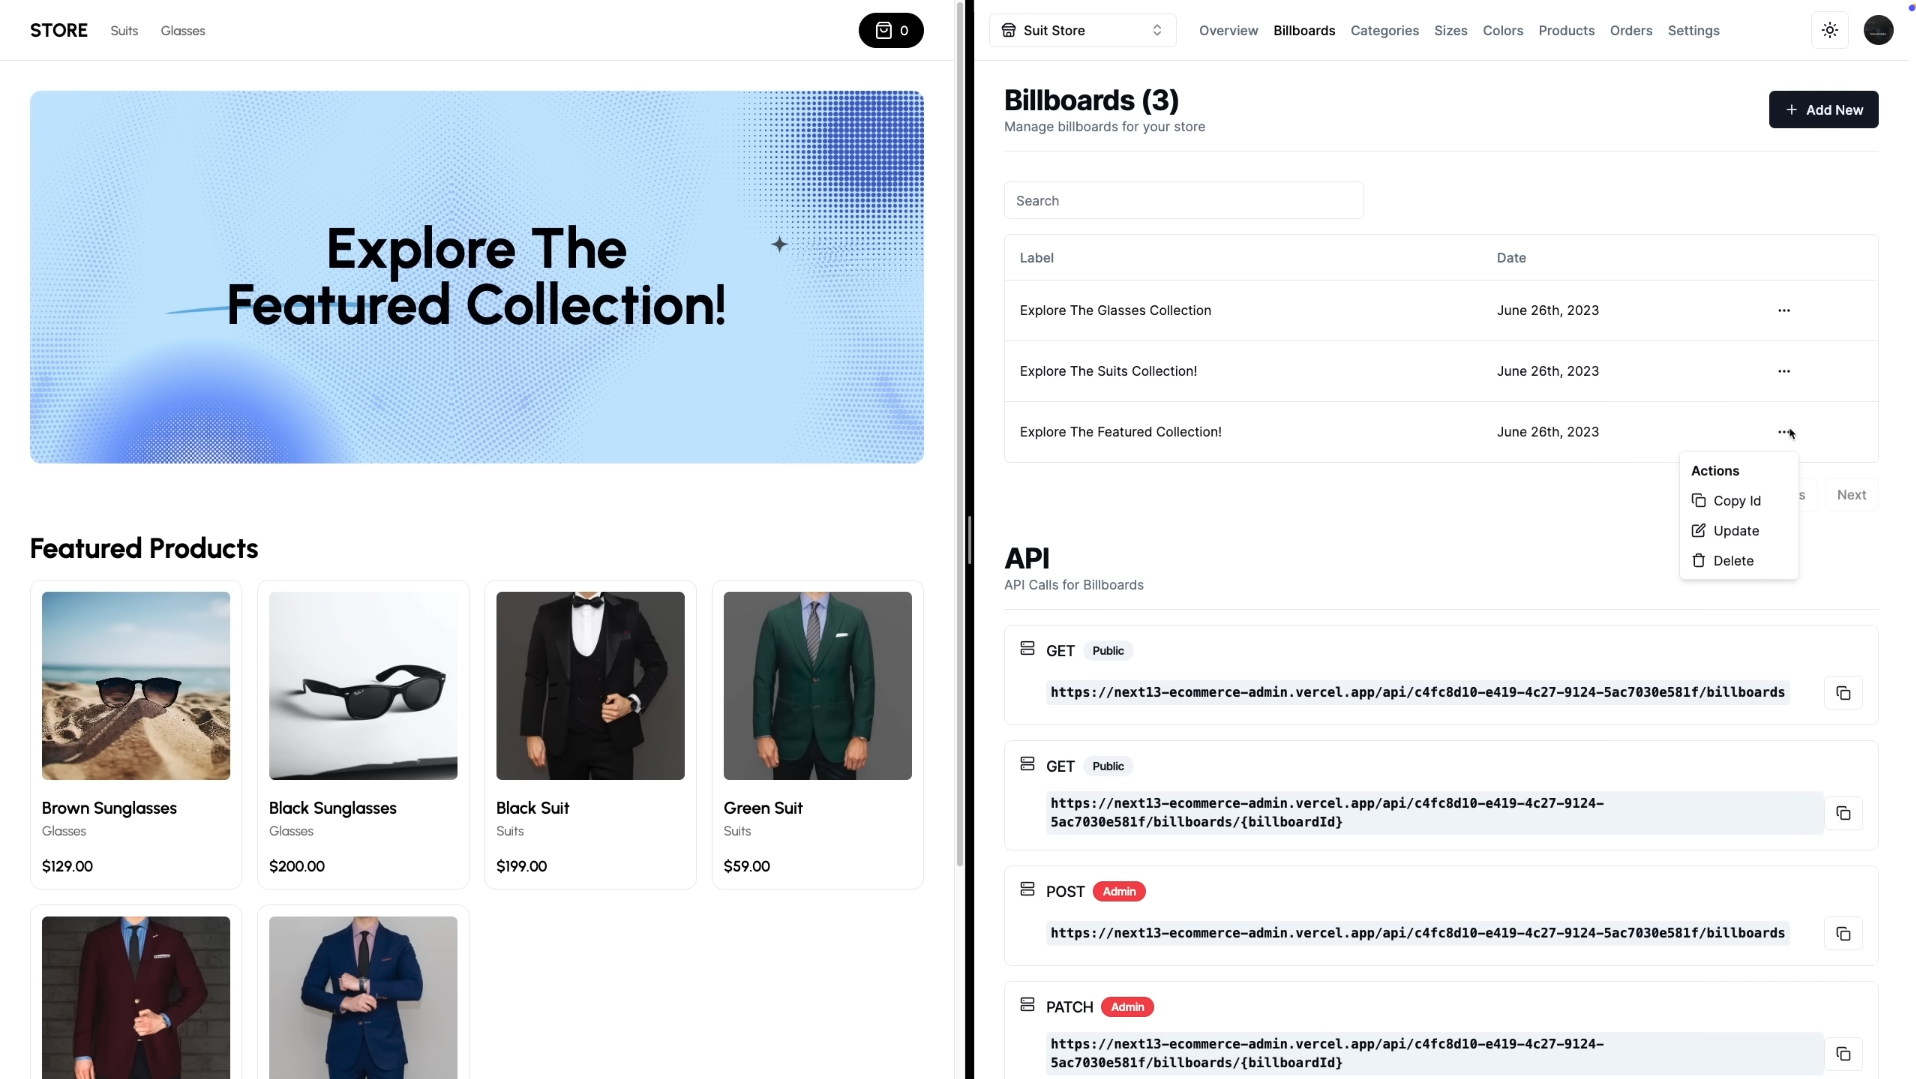 STORE
Suits
Glasses
0
Explore The
Featured Collection!
Featured Products
Brown Sunglasses
Glasses
$129.00
Black Sunglasses
Glasses
$200.00
Black Suit
Suits
$199.00
Green Suit
Suits
$59.00
Suit Store
Overview
Billboards
Categories
Sizes
Colors
Products
Orders
Settings
Billboards (3)
Manage billboards for your store
Add New
Search
Label
Date
Explore The Glasses Collection
June 26th, 2023
Explore The Suits Collection!
June 26th, 2023
Explore The Featured Collection!
June 26th, 2023
Actions
Copy Id
Update
Delete
s
Next
API
API Calls for Billboards
GET
Public
https://next13-ecommerce-admin.vercel.app/api/c4fc8d10-e419-4c27-9124-5ac7030e581f/billboards
GET
Public
https://next13-ecommerce-admin.vercel.app/api/c4fc8d10-e419-4c27-9124-
5ac7030e581f/billboards/{billboardId}
POST
Admin
https://next13-ecommerce-admin.vercel.app/api/c4fc8d10-e419-4c27-9124-5ac7030e581f/billboards
PATCH
Admin
https://next13-ecommerce-admin.vercel.app/api/c4fc8d10-e419-4c27-9124-
5ac7030e581f/billboards/{billboardId}